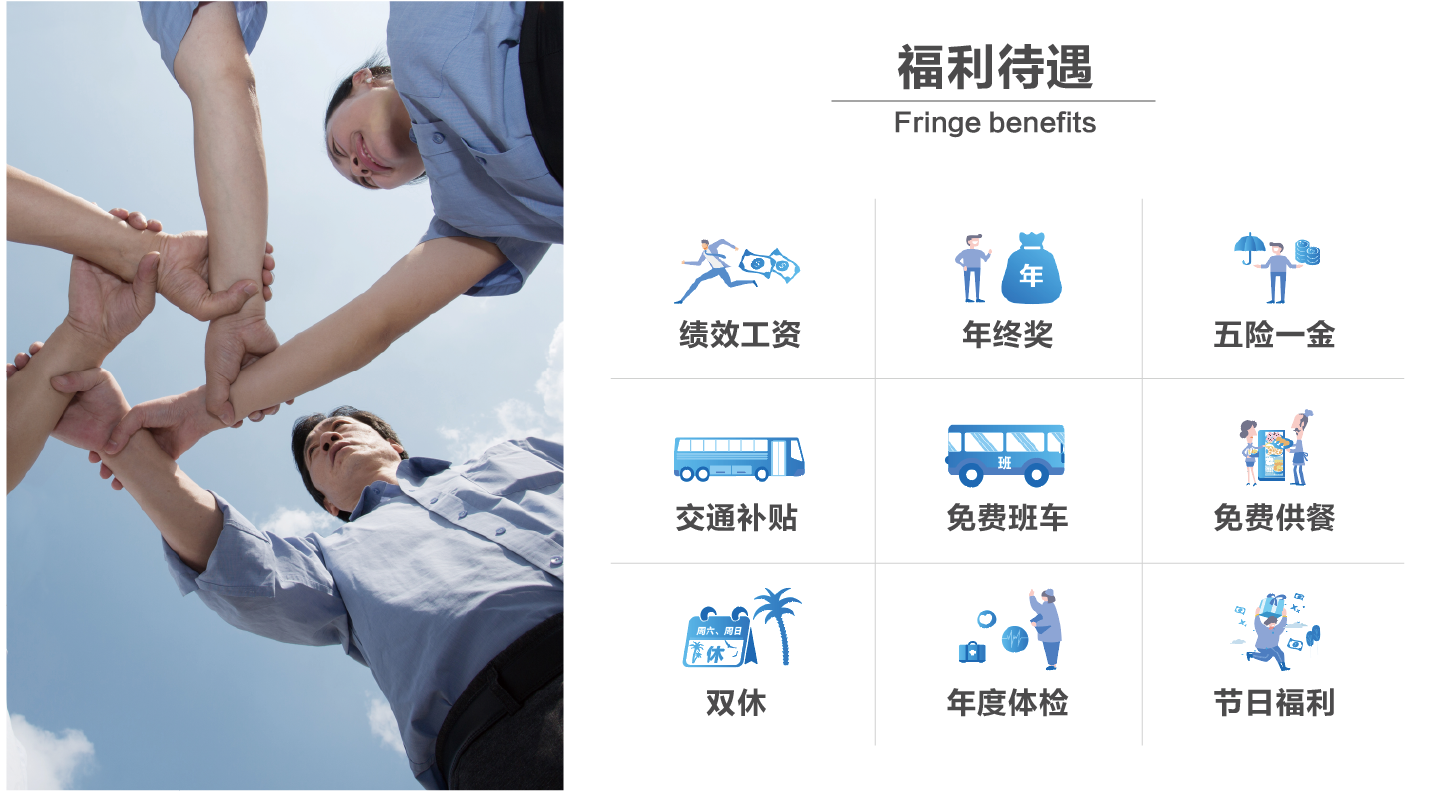 福利待遇
Fringe benefits
年
绩效工资
年终奖
五险一金
班
交通补贴
免费班车
免费供餐
周六、周日
休
双休
年度体检
节日福利